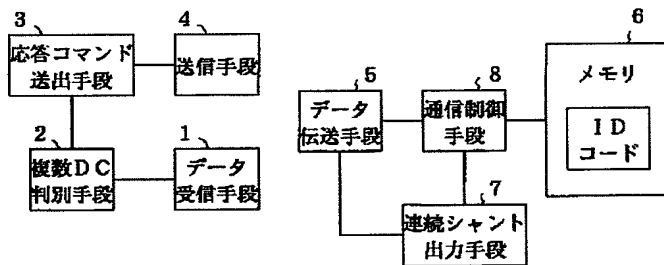 3
応答コマンド
送出手段
4
送信手段
2
複数DC
判別手段
1
データ
受信手段
5
データ
伝送手段
8
通信制御
手段
6
メモリ
ID
コード
7
連続シャント
出力手段